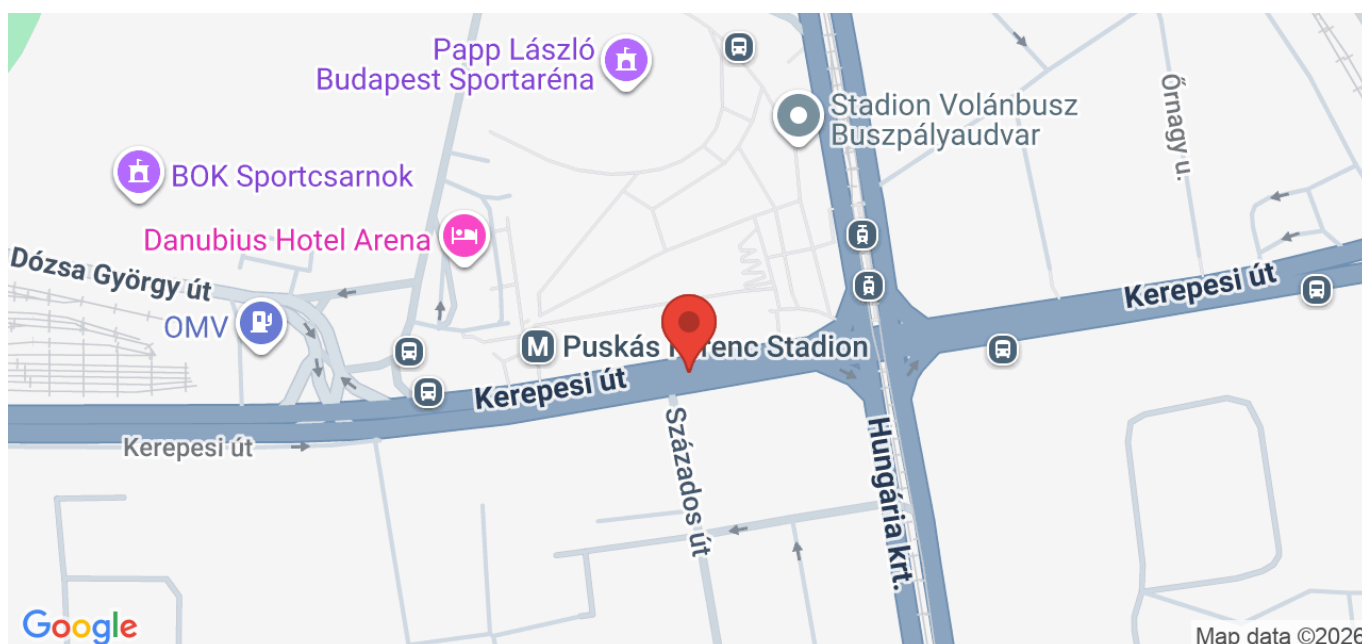 Papp László
Budapest Sportaréna
Stadion Volánbusz
Buszpályaudvar
Őrnagy u.
BOK Sportcsarnok
Danubius Hotel Arena
Dózsa György út
OMV
Kerepesi út
M
Puskás Ferenc Stadion
Kerepesi út
Kerepesi út
Százados út
Hungária krt.
Google
Map data ©2026